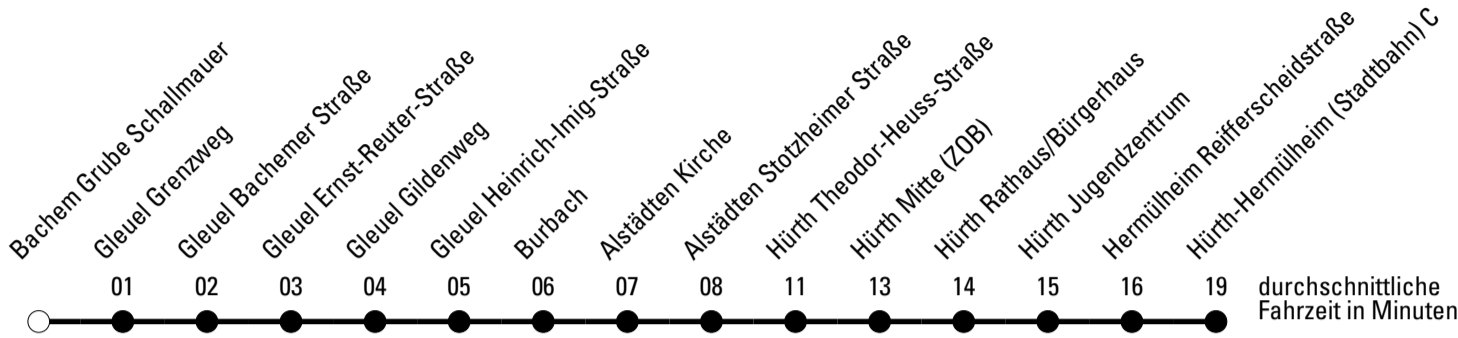 Bachem Grube Schallmauer
Gleuel Grenzweg
Gleuel Bachemer Straße
Gleuel Ernst-Reuter-Straße
Gleuel Gildenweg
Gleuel Heinrich-Imig-Straße
Burbach
Alstädten Kirche
Alstädten Stotzheimer Straße
Hürth Theodor-Heuss-Straße
Hürth Mitte (ZOB)
Hürth Rathaus/Bürgerhaus
Hürth Jugendzentrum
Hermülheim Reifferscheidstraße
Hürth-Hermülheim (Stadtbahn) C
01 02 03 04 05 06 07 08 11 13 14 15 16 19
durchschnittliche
Fahrzeit in Minuten